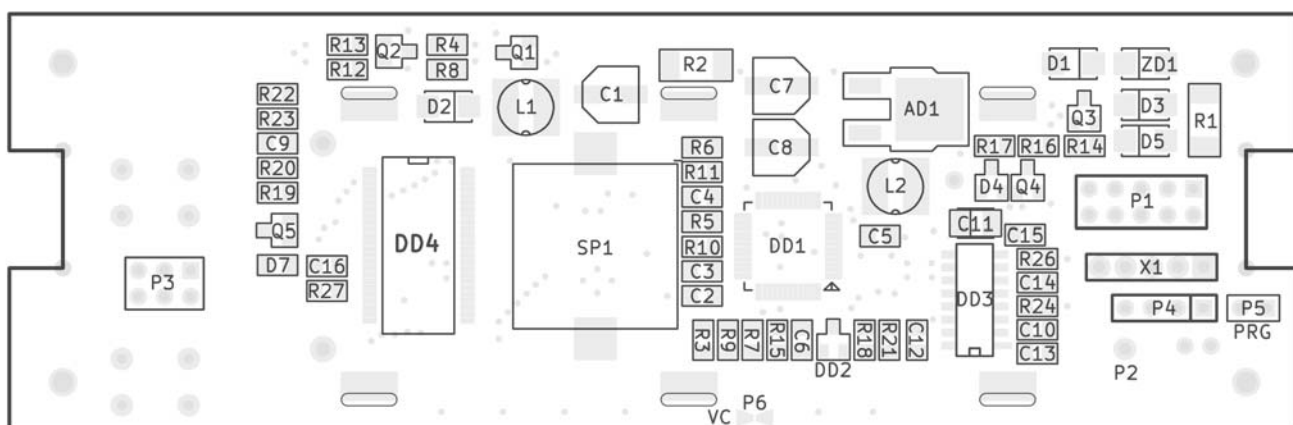 R13 Q2 R4 Q1 R2 C7 D1 ZD1
R12 R8
R22 D2 L1 C1 AD1 Q3 D3 R1
R23
C9 R6 C8 R17 R16 R14 D5
R20 R11
R19 C4 L2 D4 Q4 P1
Q5 DD4 SP1 R5 DD1 C5 C11 C15
D7 C16 R10 R26 X1
P3 R27 C3 DD3 C14
C2 R24 P4 P5
R3 R9 R7 R15 C6 DD2 R18 R21 C12 C10 PRG
C13
P2
VC P6